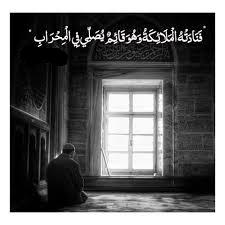 فَنَادَتْهُ الْمَلَائِكَةُ وَهُوَ قَائِمٌ يُصَلِّي فِي الْمِحْرَابِ